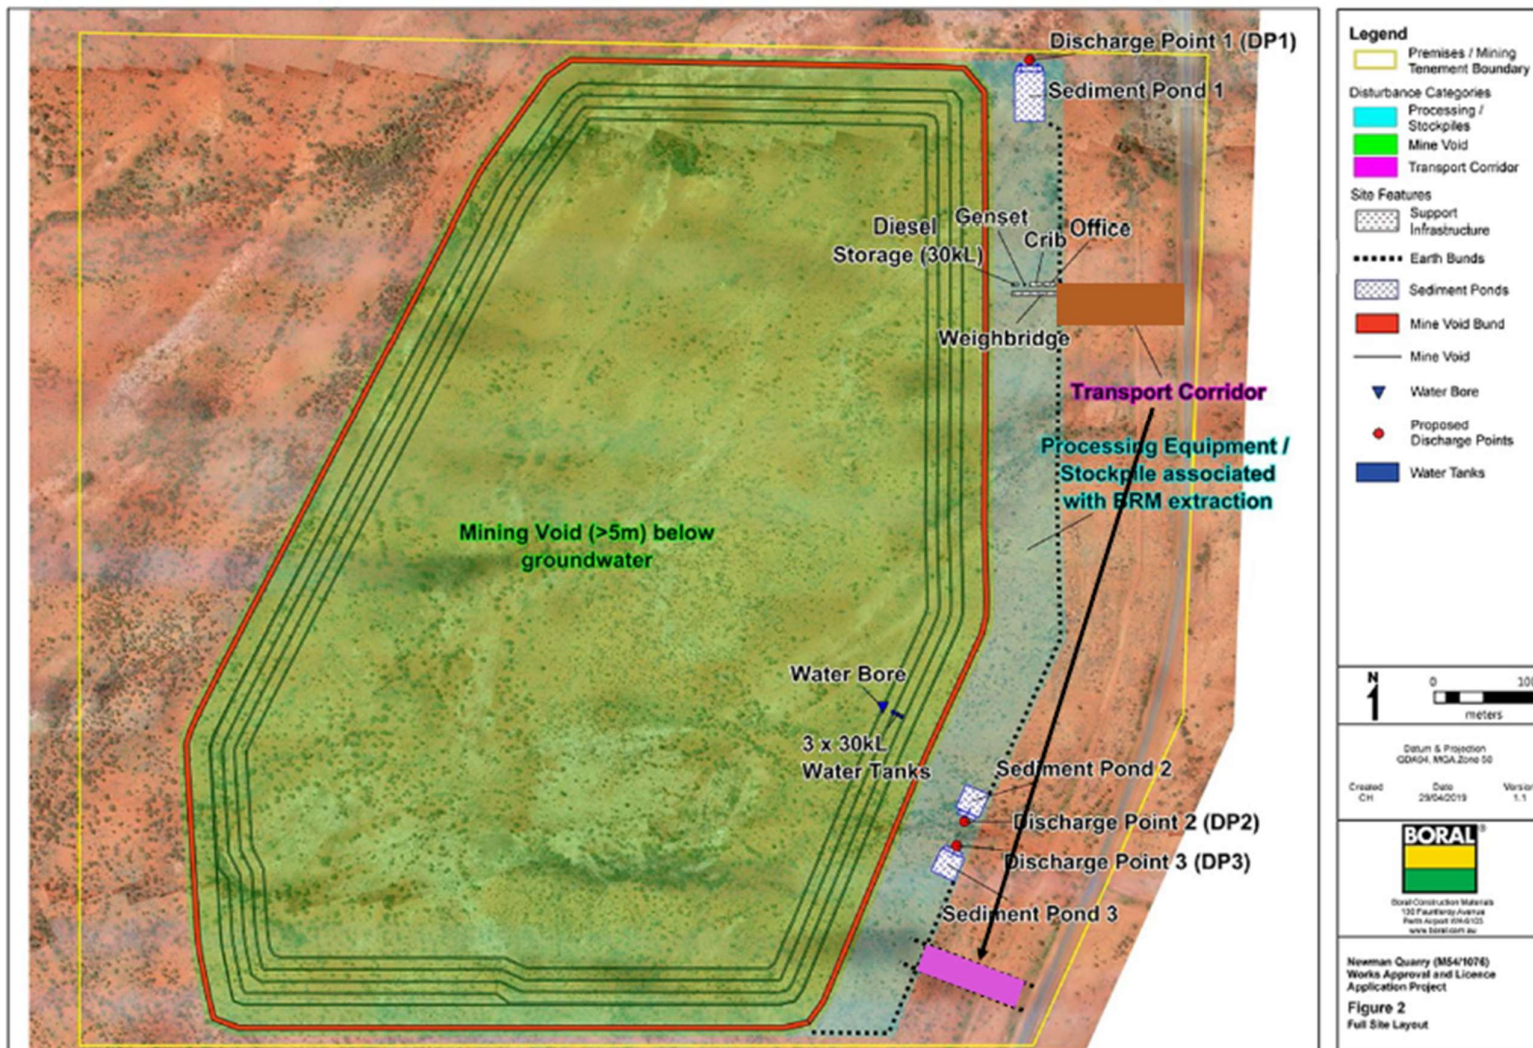 Discharge Point 1 (DP1)
Sediment Pond 1
Diesel
Storage (30kL)
Genset
Crib
Office
Weighbridge
Transport Corridor
Processing Equipment /
Stockpile associated
with BRM extraction
Mining Void (>5m) below
groundwater
Water Bore
3 x 30kL
Water Tanks
Sediment Pond 2
Discharge Point 2 (DP2)
Discharge Point 3 (DP3)
Sediment Pond 3
Legend
Premises / Mining
Tenement Boundary
Disturbance Categories
Processing /
Stockpiles
Mine Void
Transport Corridor
Site Features
Support
Infrastructure
Earth Bunds
Sediment Ponds
Mine Void Bund
Mine Void
Water Bore
Proposed
Discharge Points
Water Tanks
N
0 100
meters
Datum & Projection
GDA94, MGA Zone 50
Created Date Version
CH 29/04/2019 1.1
BORAL®
Boral Construction Materials
www.boral.com.au
Newman Quarry (M54/1076)
Works Approval and Licence
Application Project
Figure 2
Full Site Layout